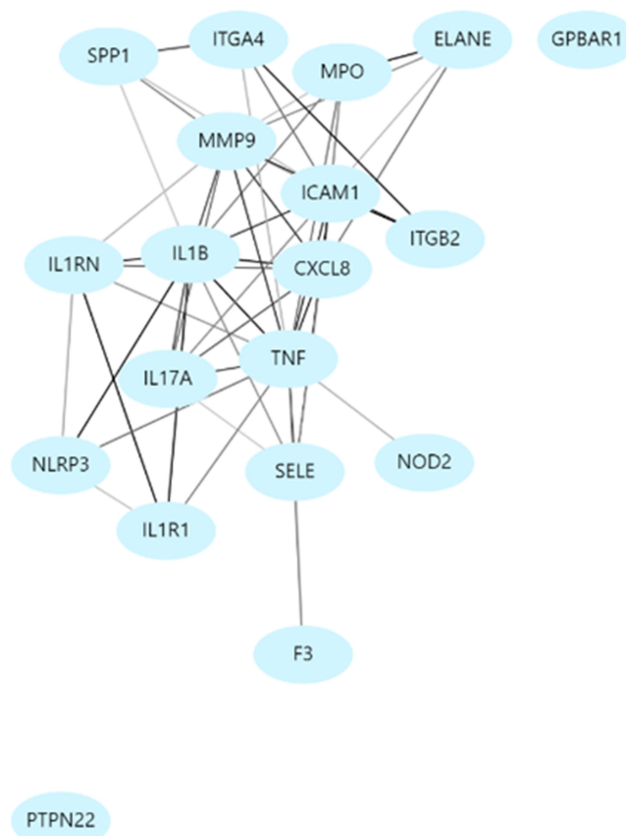 ITGA4
ELANE
GPBAR1
SPP1
MPO
MMP9
ICAM1
ITGB2
IL1B
IL1RN
CXCL8
TNF
IL17A
NLRP3
SELE
NOD2
IL1R1
F3
PTPN22